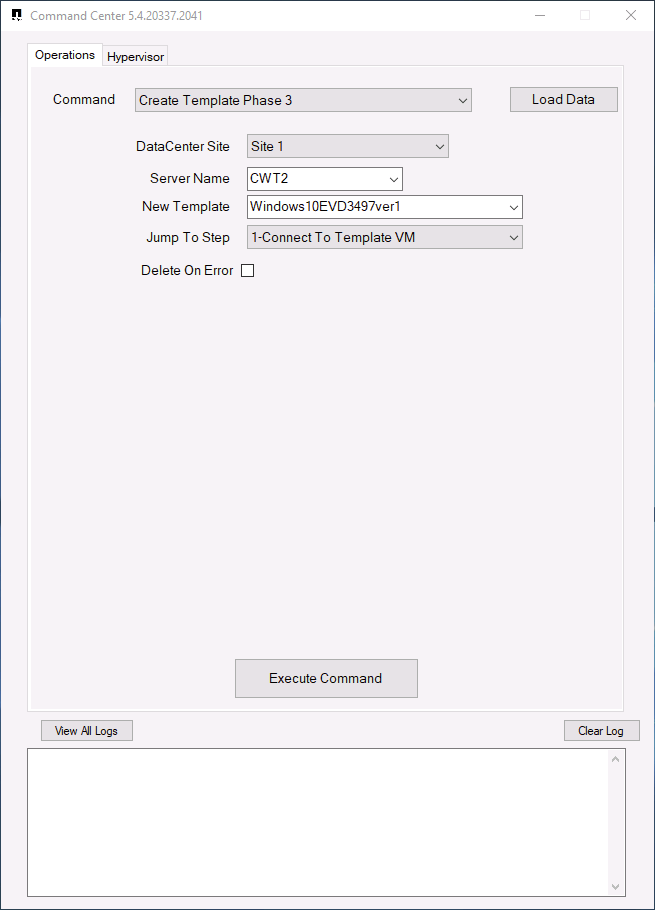 Command Center 5.4.20337.2041
Operations Hypervisor
Command Create Template Phase 3 Load Data
DataCenter Site Site 1
Server Name CWT2
New Template Windows10EVD3497ver1
Jump To Step 1-Connect To Template VM
Delete On Error
Execute Command
View All Logs Clear Log